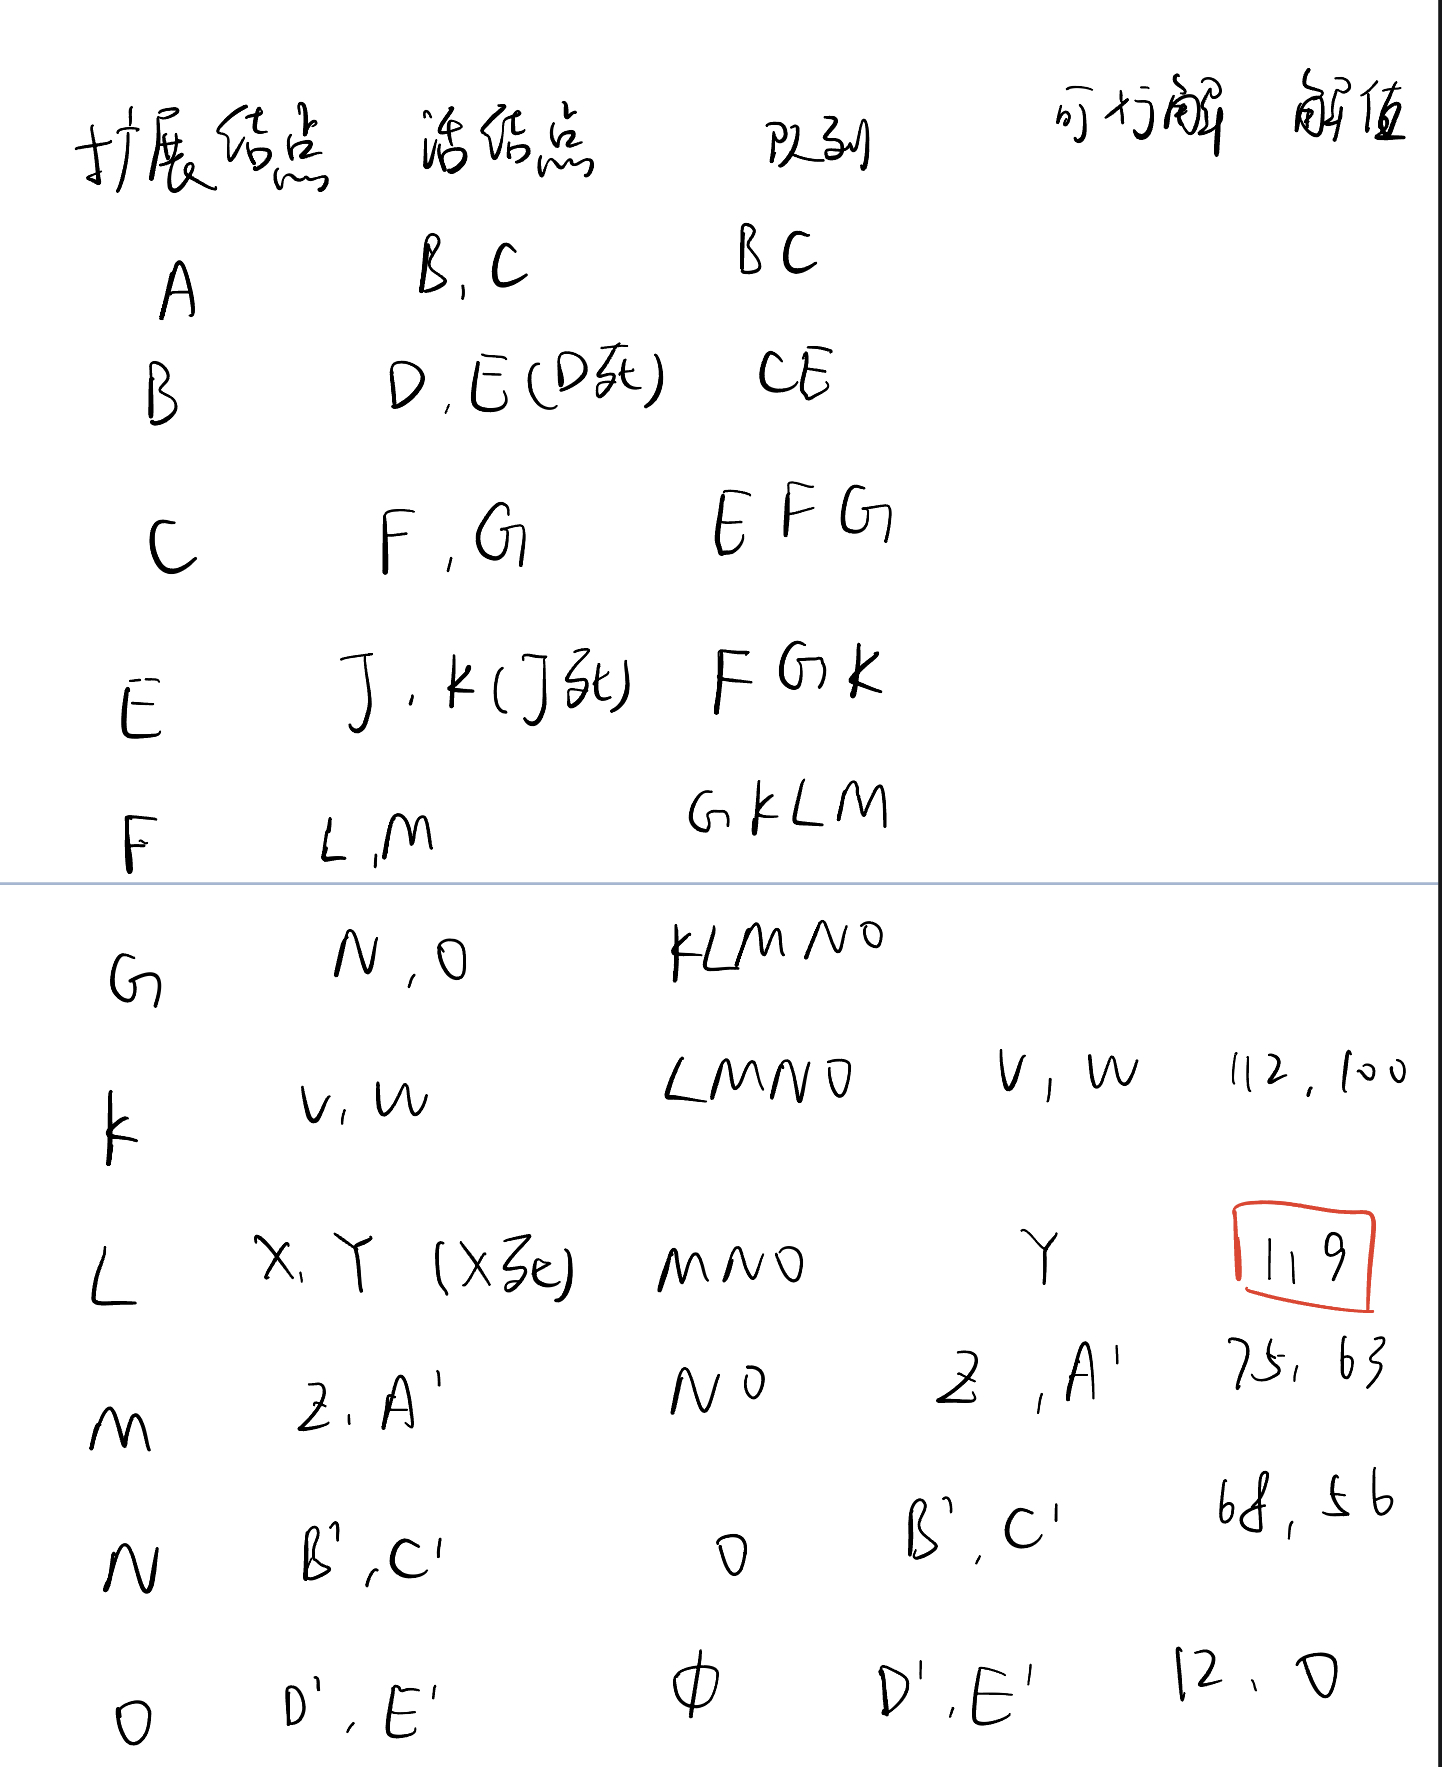 扩展结点 活结点 队列 可行解 解值
A B, C B C
B D, E (D死) C E
C F, G E F G
E J, K (J死) F G K
F L, M G K L M
G N, O K L M N O
K V, W L M N O V, W 112, 100
L X, Y (X死) M N O Y 119
M Z, A' N O Z, A' 75, 63
N B', C' O B', C' 68, 56
O D', E' φ D', E' 12, 0